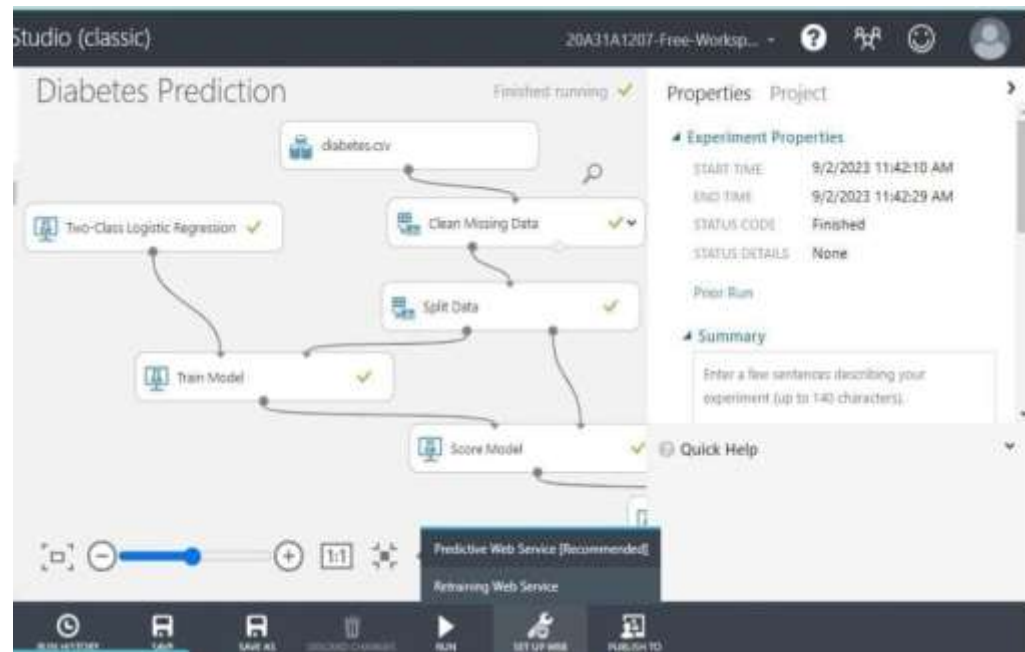 Studio (classic)
20A31A1207-Free-Worksp...
Diabetes Prediction
Finished running
diabetes.csv
Two-Class Logistic Regression
Clean Missing Data
Split Data
Train Model
Score Model
Properties Project
Experiment Properties
START TIME 9/2/2023 11:42:10 AM
END TIME 9/2/2023 11:42:29 AM
STATUS CODE Finished
STATUS DETAILS None
Prior Run
Summary
Enter a few sentences describing your
experiment (up to 140 characters).
Quick Help
1:1
Predictive Web Service [Recommended]
Retraining Web Service
RUN HISTORY SAVE SAVE AS DISCARD CHANGES RUN SET UP WEB PUBLISH TO